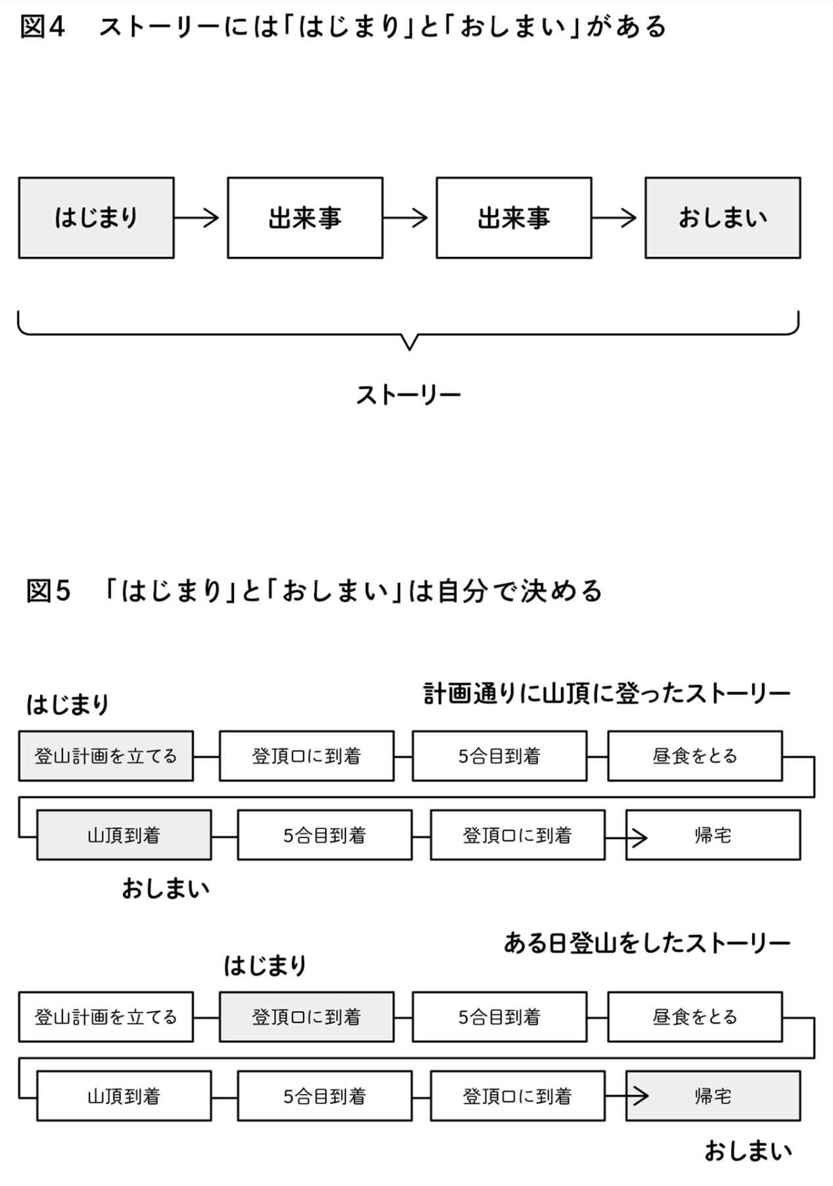 図4 ストーリーには「はじまり」と「おしまい」がある
はじまり
出来事
出来事
おしまい
ストーリー
図5 「はじまり」と「おしまい」は自分で決める
計画通りに山頂に登ったストーリー
はじまり
登山計画を立てる
登頂口に到着
5合目到着
昼食をとる
山頂到着
5合目到着
登頂口に到着
帰宅
おしまい
ある日登山をしたストーリー
はじまり
登山計画を立てる
登頂口に到着
5合目到着
昼食をとる
山頂到着
5合目到着
登頂口に到着
帰宅
おしまい